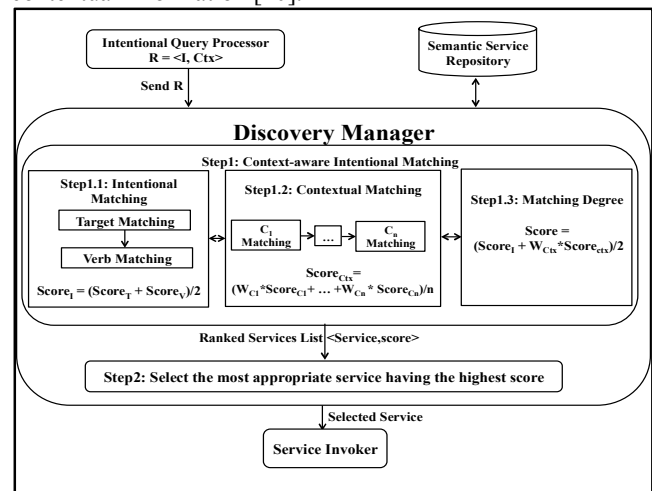 Intentional Query Processor
R = <I, Ctx>
Semantic Service
Repository
Send R
Discovery Manager
Step1: Context-aware Intentional Matching
Step1.1: Intentional
Matching
Target Matching
Verb Matching
Score_I = (Score_T + Score_V)/2
Step1.2: Contextual Matching
C_1
Matching
...
C_n
Matching
Score_Ctx=
(W_C1*Score_C1+ … +W_Cn* Score_Cn)/n
Step1.3: Matching Degree
Score =
(Score_I + W_Ctx*Score_ctx)/2
Ranked Services List <Service,score>
Step2: Select the most appropriate service having the highest score
Selected Service
Service Invoker